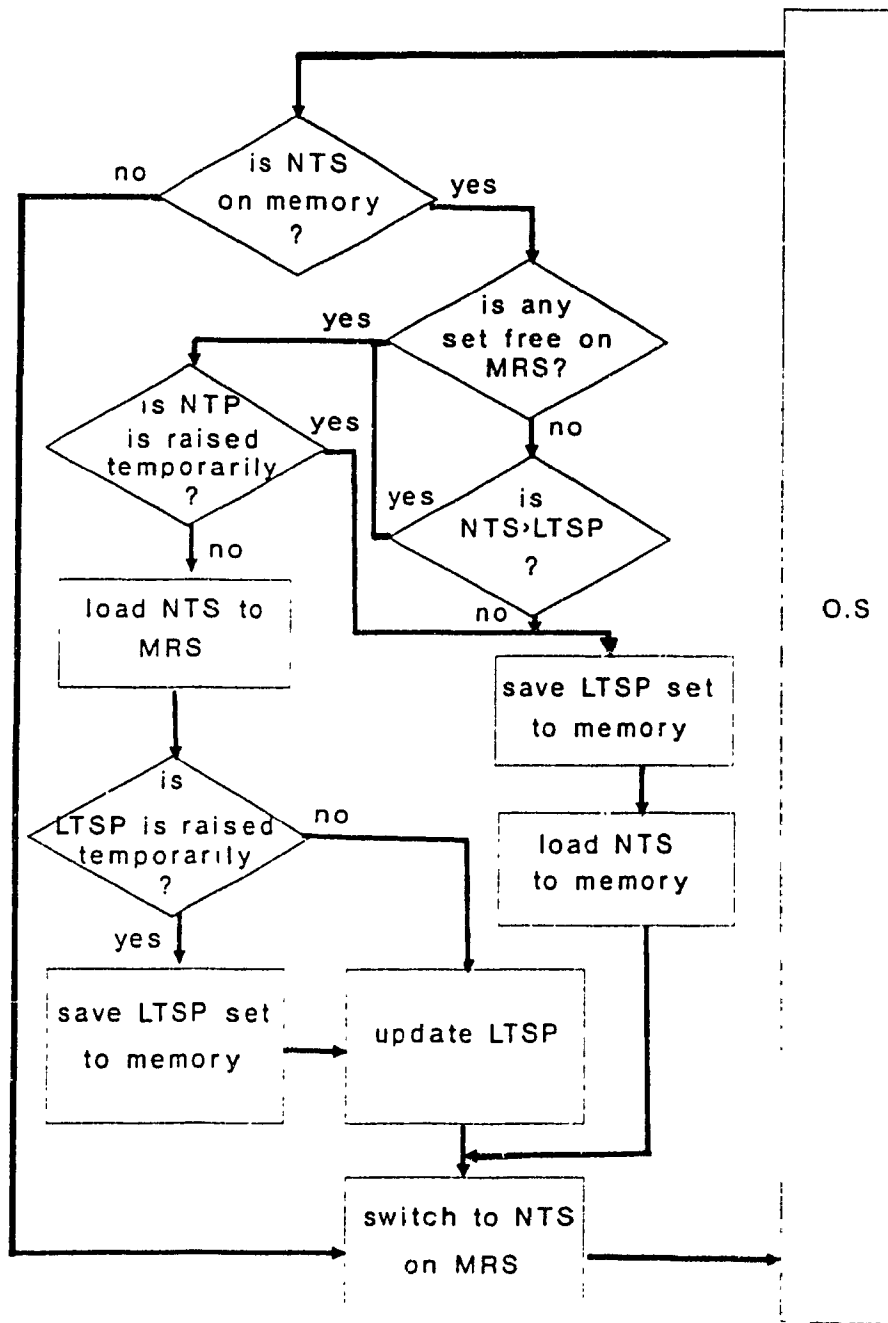 no
is NTS
on memory
?
yes
is any
set free on
MRS?
yes
no
is NTP
is raised
temporarily
?
yes
no
is
NTS>LTSP
?
yes
no
load NTS to
MRS
O.S
save LTSP set
to memory
is
LTSP is raised
temporarily
?
no
yes
load NTS
to memory
save LTSP set
to memory
update LTSP
switch to NTS
on MRS